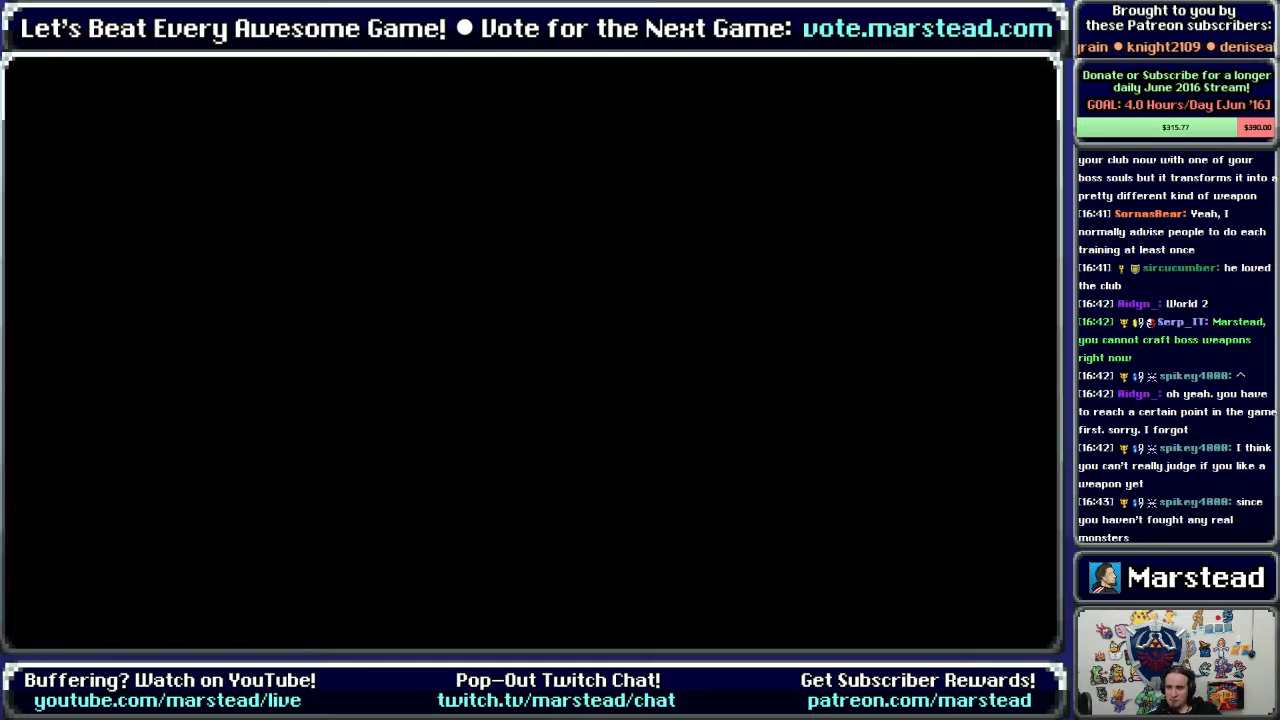 Let's Beat Every Awesome Game! ● Vote for the Next Game: vote.marstead.com
Brought to you by
these Patreon subscribers:
● knight2109 ● denisea
Donate or Subscribe for a longer
daily June 2016 Stream!
GOAL: 4.0 Hours/Day [Jun '16]
$315.77
$390.00
your club now with one of your
boss souls but it transforms it into a
pretty different kind of weapon
[16:41] SornasBear: Yeah, I
normally advise people to do each
training at least once
[16:41] sircucumber: he loved
the club
[16:42] Aidyn_: World 2
[16:42] Serp_IT: Marstead,
you cannot craft boss weapons
right now
[16:42] spikey4000: ^
[16:42] Aidyn_: oh yeah. you have
to reach a certain point in the game
first. sorry. I forgot
[16:42] spikey4000: I think
you can't really judge if you like a
weapon yet
[16:43] spikey4000: since
you haven't fought any real
monsters
Marstead
Buffering? Watch on YouTube!
youtube.com/marstead/live
Pop-Out Twitch Chat!
twitch.tv/marstead/chat
Get Subscriber Rewards!
patreon.com/marstead